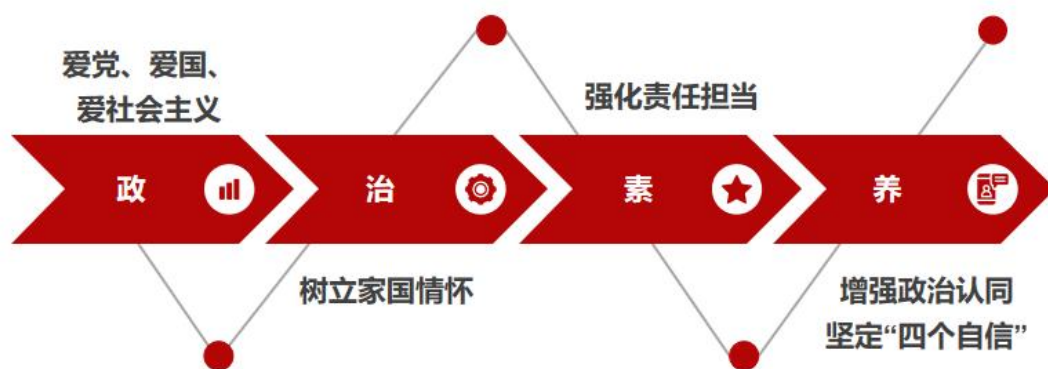 爱党、爱国、
爱社会主义
强化责任担当
政 治 素 养
树立家国情怀
增强政治认同
坚定“四个自信”